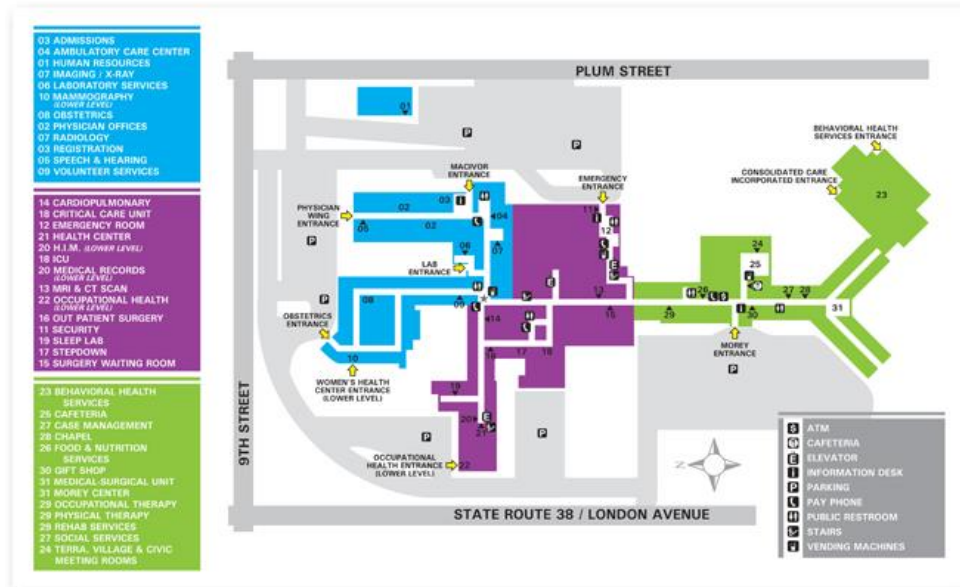 03 ADMISSIONS
04 AMBULATORY CARE CENTER
01 HUMAN RESOURCES
07 IMAGING / X-RAY
06 LABORATORY SERVICES
10 MAMMOGRAPHY
(LOWER LEVEL)
08 OBSTETRICS
02 PHYSICIAN OFFICES
07 RADIOLOGY
03 REGISTRATION
05 SPEECH & HEARING
09 VOLUNTEER SERVICES
14 CARDIOPULMONARY
18 CRITICAL CARE UNIT
12 EMERGENCY ROOM
21 HEALTH CENTER
20 H.I.M. (LOWER LEVEL)
18 ICU
20 MEDICAL RECORDS
(LOWER LEVEL)
13 MRI & CT SCAN
22 OCCUPATIONAL HEALTH
(LOWER LEVEL)
16 OUT PATIENT SURGERY
11 SECURITY
19 SLEEP LAB
17 STEPDOWN
15 SURGERY WAITING ROOM
23 BEHAVIORAL HEALTH
SERVICES
25 CAFETERIA
27 CASE MANAGEMENT
28 CHAPEL
26 FOOD & NUTRITION
SERVICES
30 GIFT SHOP
31 MEDICAL-SURGICAL UNIT
31 MOREY CENTER
29 OCCUPATIONAL THERAPY
29 PHYSICAL THERAPY
29 REHAB SERVICES
27 SOCIAL SERVICES
24 TERRA, VILLAGE & CIVIC
MEETING ROOMS
PLUM STREET
01
P
P
BEHAVIORAL HEALTH
SERVICES ENTRANCE
MACIVOR
ENTRANCE
EMERGENCY
ENTRANCE
CONSOLIDATED CARE
INCORPORATED ENTRANCE
23
PHYSICIAN
WING
ENTRANCE
02
03
04
11
12
05
02
P
06
07
24
25
LAB
ENTRANCE
E
E
P
08
09
13
26
27
28
OBSTETRICS
ENTRANCE
14
15
29
30
31
10
16
17
18
MOREY
ENTRANCE
P
WOMEN'S HEALTH
CENTER ENTRANCE
(LOWER LEVEL)
19
20
E
21
P
P
9TH STREET
OCCUPATIONAL
HEALTH ENTRANCE
(LOWER LEVEL)
22
N
STATE ROUTE 38 / LONDON AVENUE
$ ATM
CAFETERIA
E ELEVATOR
i INFORMATION DESK
P PARKING
PAY PHONE
PUBLIC RESTROOM
STAIRS
VENDING MACHINES